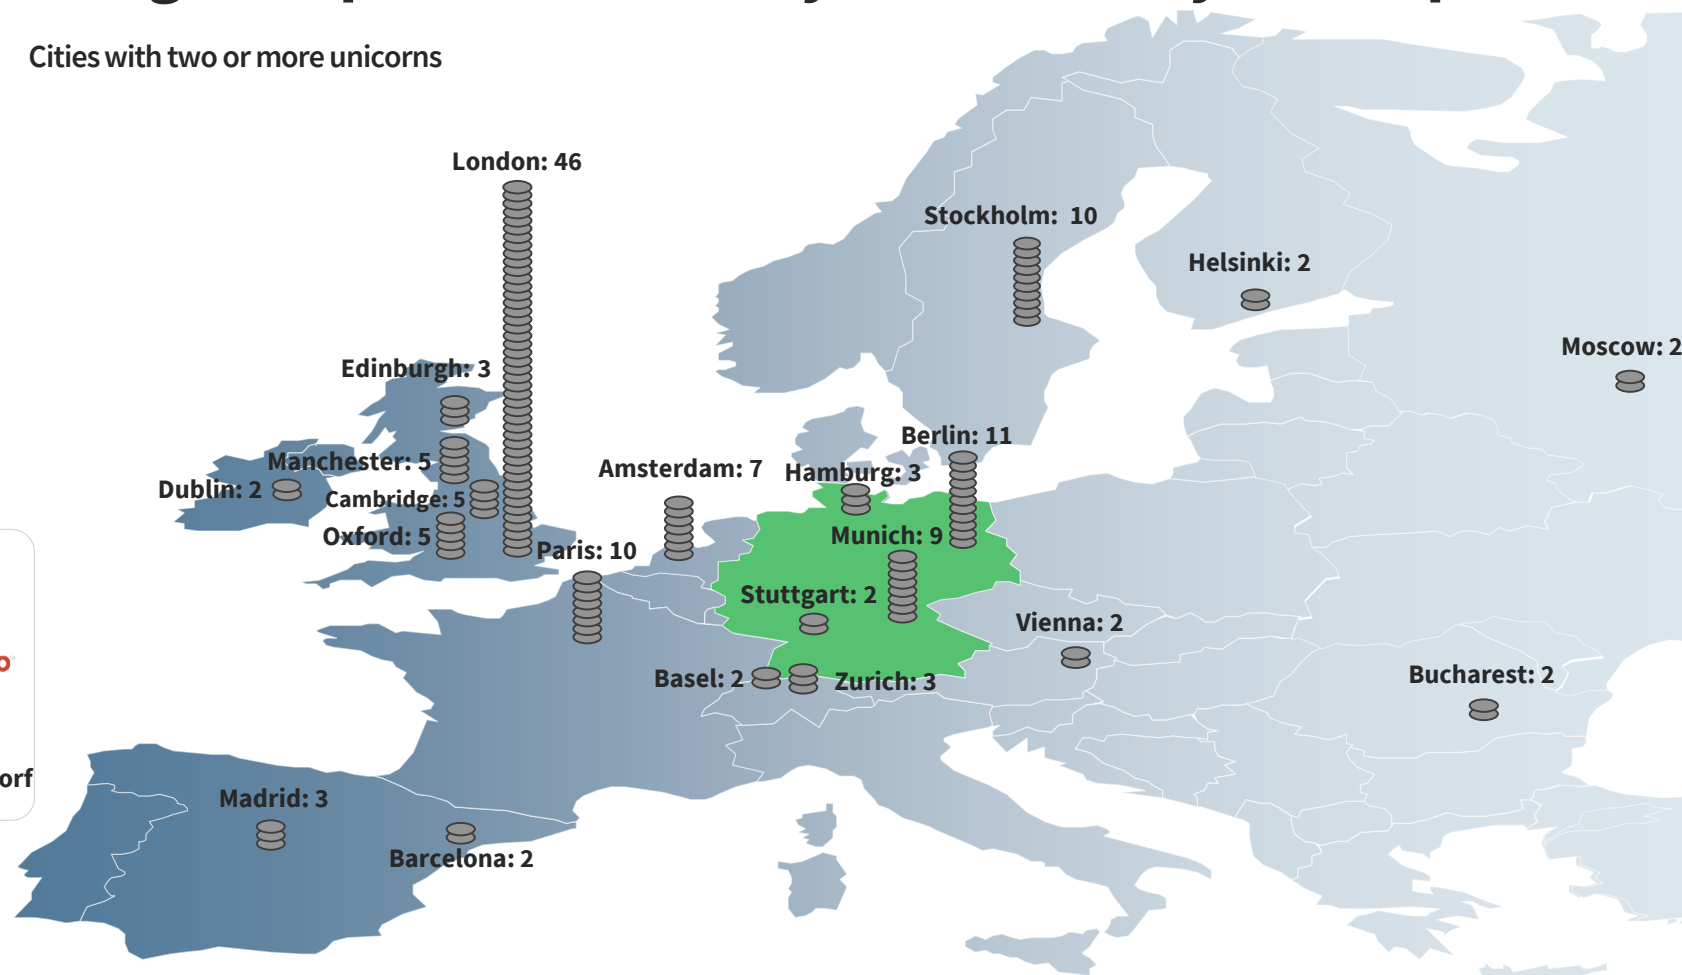 Cities with two or more unicorns
London: 46
Stockholm: 10
Helsinki: 2
Moscow: 2
Edinburgh: 3
Berlin: 11
Manchester: 5
Amsterdam: 7
Hamburg: 3
Dublin: 2
Cambridge: 5
Oxford: 5
Paris: 10
Munich: 9
Stuttgart: 2
Vienna: 2
Basel: 2
Zurich: 3
Bucharest: 2
orf
Madrid: 3
Barcelona: 2